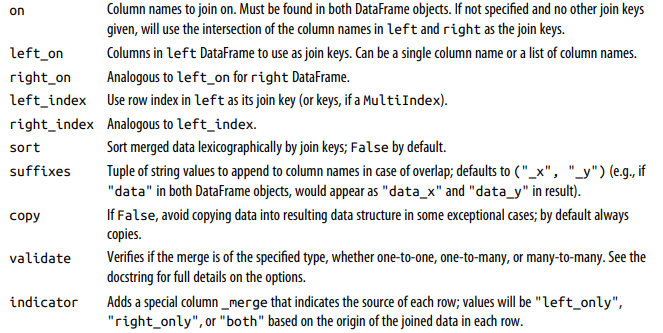 on Column names to join on. Must be found in both DataFrame objects. If not specified and no other join keys
given, will use the intersection of the column names in left and right as the join keys.
left_on Columns in left DataFrame to use as join keys. Can be a single column name or a list of column names.
right_on Analogous to left_on for right DataFrame.
left_index Use row index in left as its join key (or keys, if a MultiIndex).
right_index Analogous to left_index.
sort Sort merged data lexicographically by join keys; False by default.
suffixes Tuple of string values to append to column names in case of overlap; defaults to ("_x", "_y") (e.g., if
"data" in both DataFrame objects, would appear as "data_x" and "data_y" in result).
copy If False, avoid copying data into resulting data structure in some exceptional cases; by default always
copies.
validate Verifies if the merge is of the specified type, whether one-to-one, one-to-many, or many-to-many. See the
docstring for full details on the options.
indicator Adds a special column _merge that indicates the source of each row; values will be "left_only",
"right_only", or "both" based on the origin of the joined data in each row.